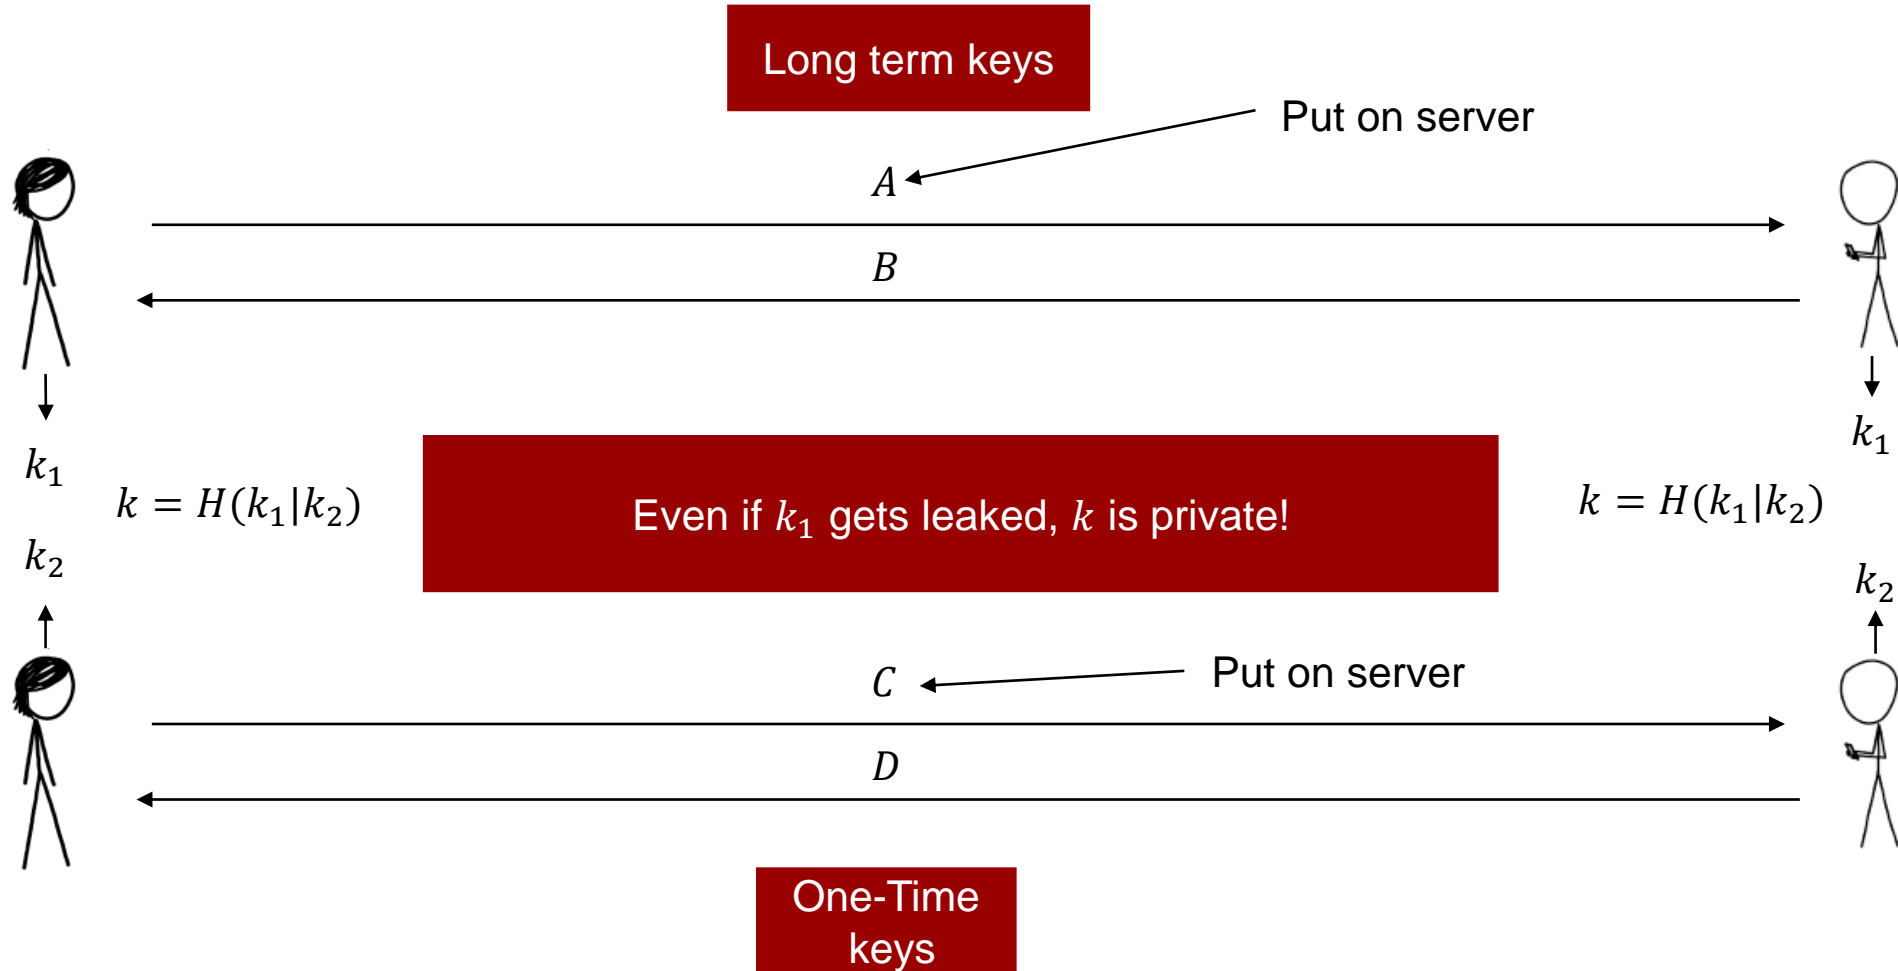 Long term keys
Put on server
A
B
k₁
k₁
k = H(k₁|k₂)
Even if k₁ gets leaked, k is private!
k = H(k₁|k₂)
k₂
k₂
C
Put on server
D
One-Time
keys